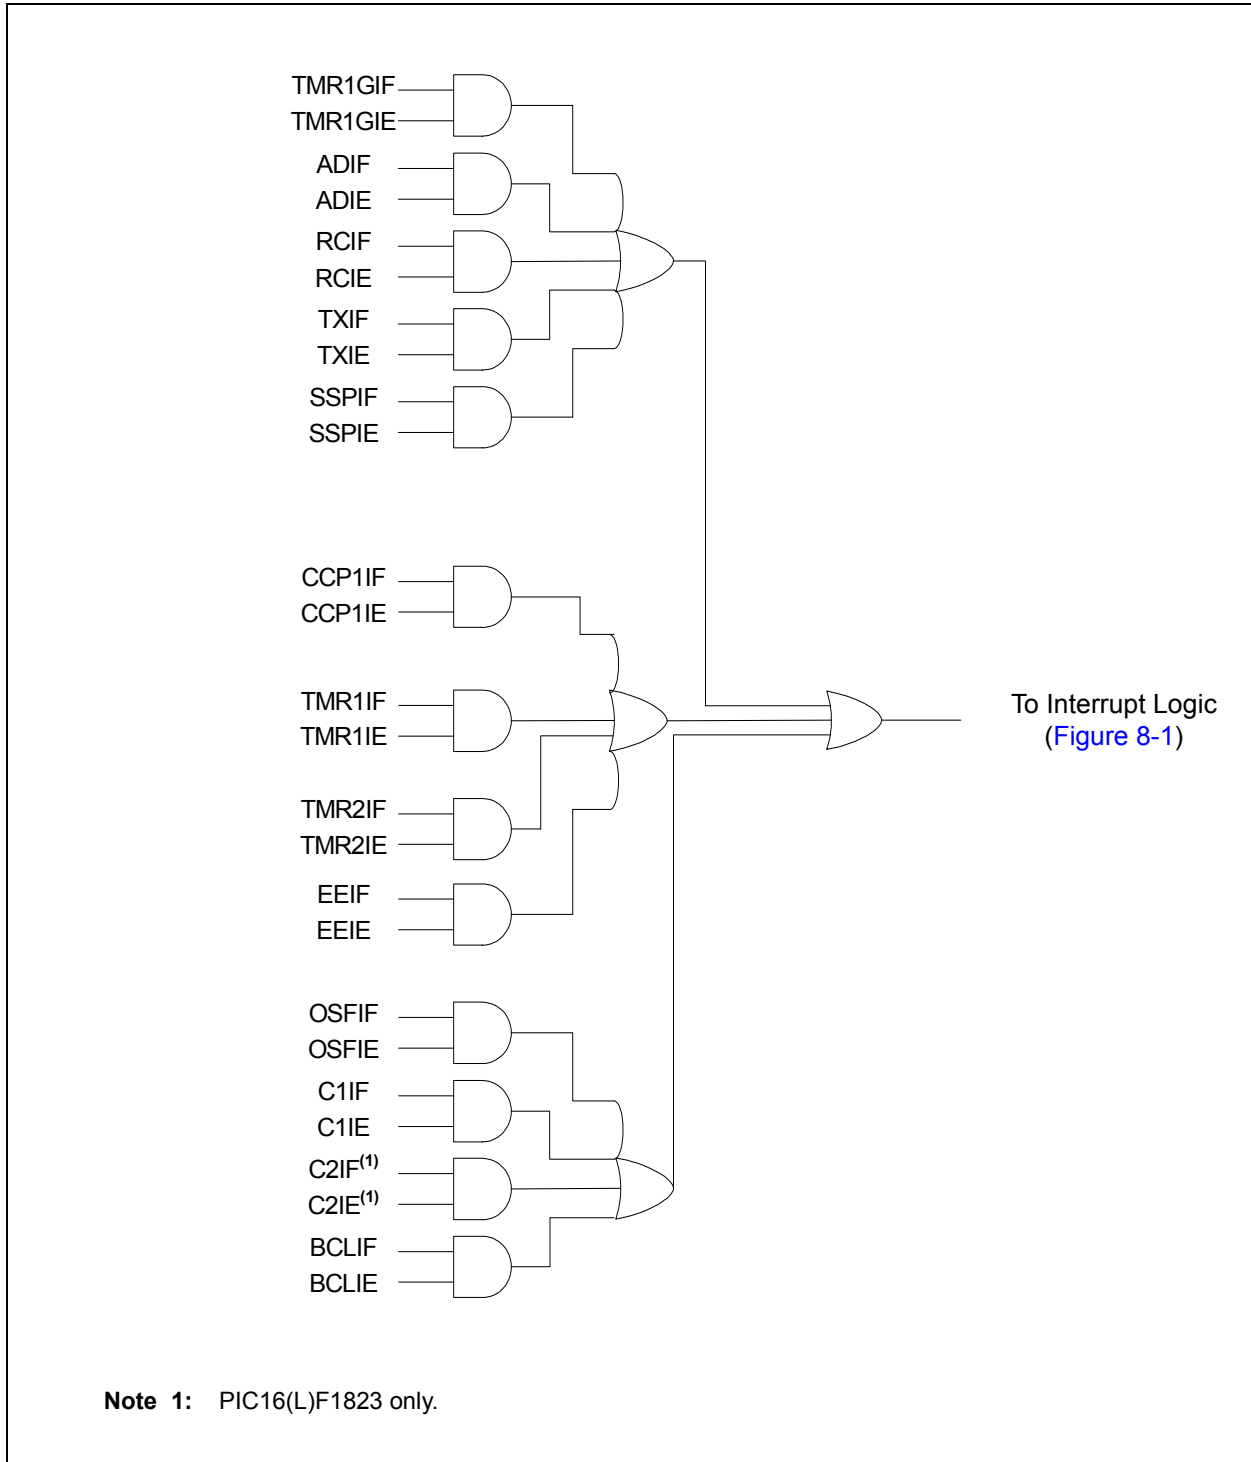 TMR1GIF
TMR1GIE
ADIF
ADIE
RCIF
RCIE
TXIF
TXIE
SSPIF
SSPIE
CCP1IF
CCP1IE
TMR1IF
TMR1IE
To Interrupt Logic
(Figure 8-1)
TMR2IF
TMR2IE
EEIF
EEIE
OSFIF
OSFIE
C1IF
C1IE
C2IF(1)
C2IE(1)
BCLIF
BCLIE
Note 1: PIC16(L)F1823 only.